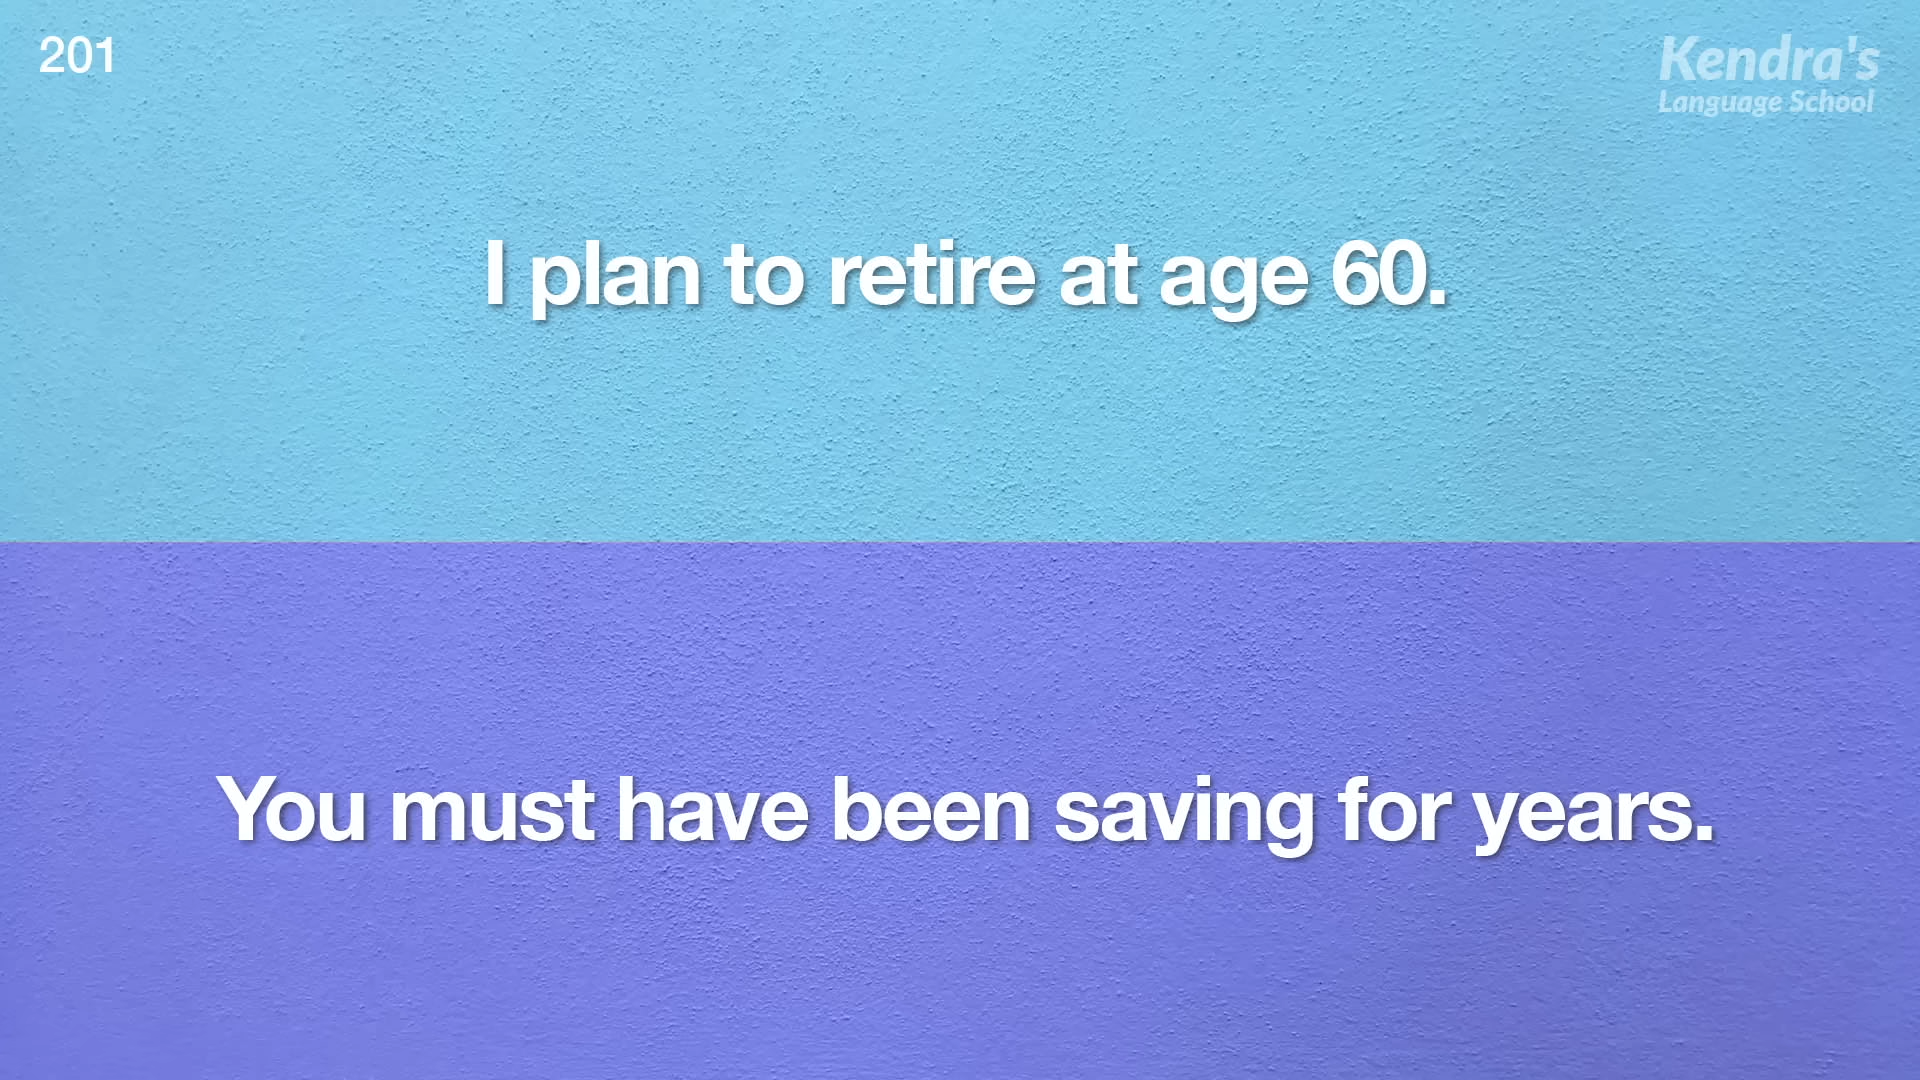 201
Kendra's
Language School
I plan to retire at age 60.
You must have been saving for years.